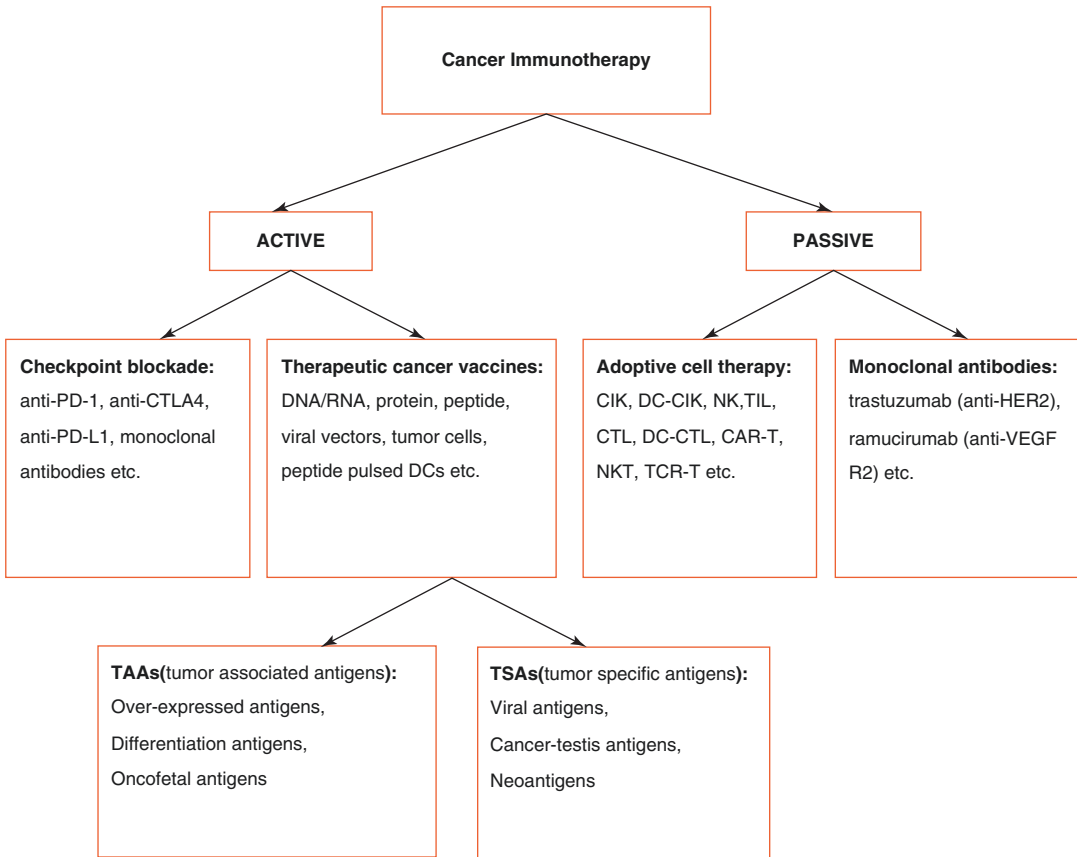 Cancer Immunotherapy
ACTIVE
PASSIVE
Checkpoint blockade:
anti-PD-1, anti-CTLA4,
anti-PD-L1, monoclonal
antibodies etc.
Therapeutic cancer vaccines:
DNA/RNA, protein, peptide,
viral vectors, tumor cells,
peptide pulsed DCs etc.
Adoptive cell therapy:
CIK, DC-CIK, NK,TIL,
CTL, DC-CTL, CAR-T,
NKT, TCR-T etc.
Monoclonal antibodies:
trastuzumab (anti-HER2),
ramucirumab (anti-VEGF
R2) etc.
TAAs(tumor associated antigens):
Over-expressed antigens,
Differentiation antigens,
Oncofetal antigens
TSAs(tumor specific antigens):
Viral antigens,
Cancer-testis antigens,
Neoantigens